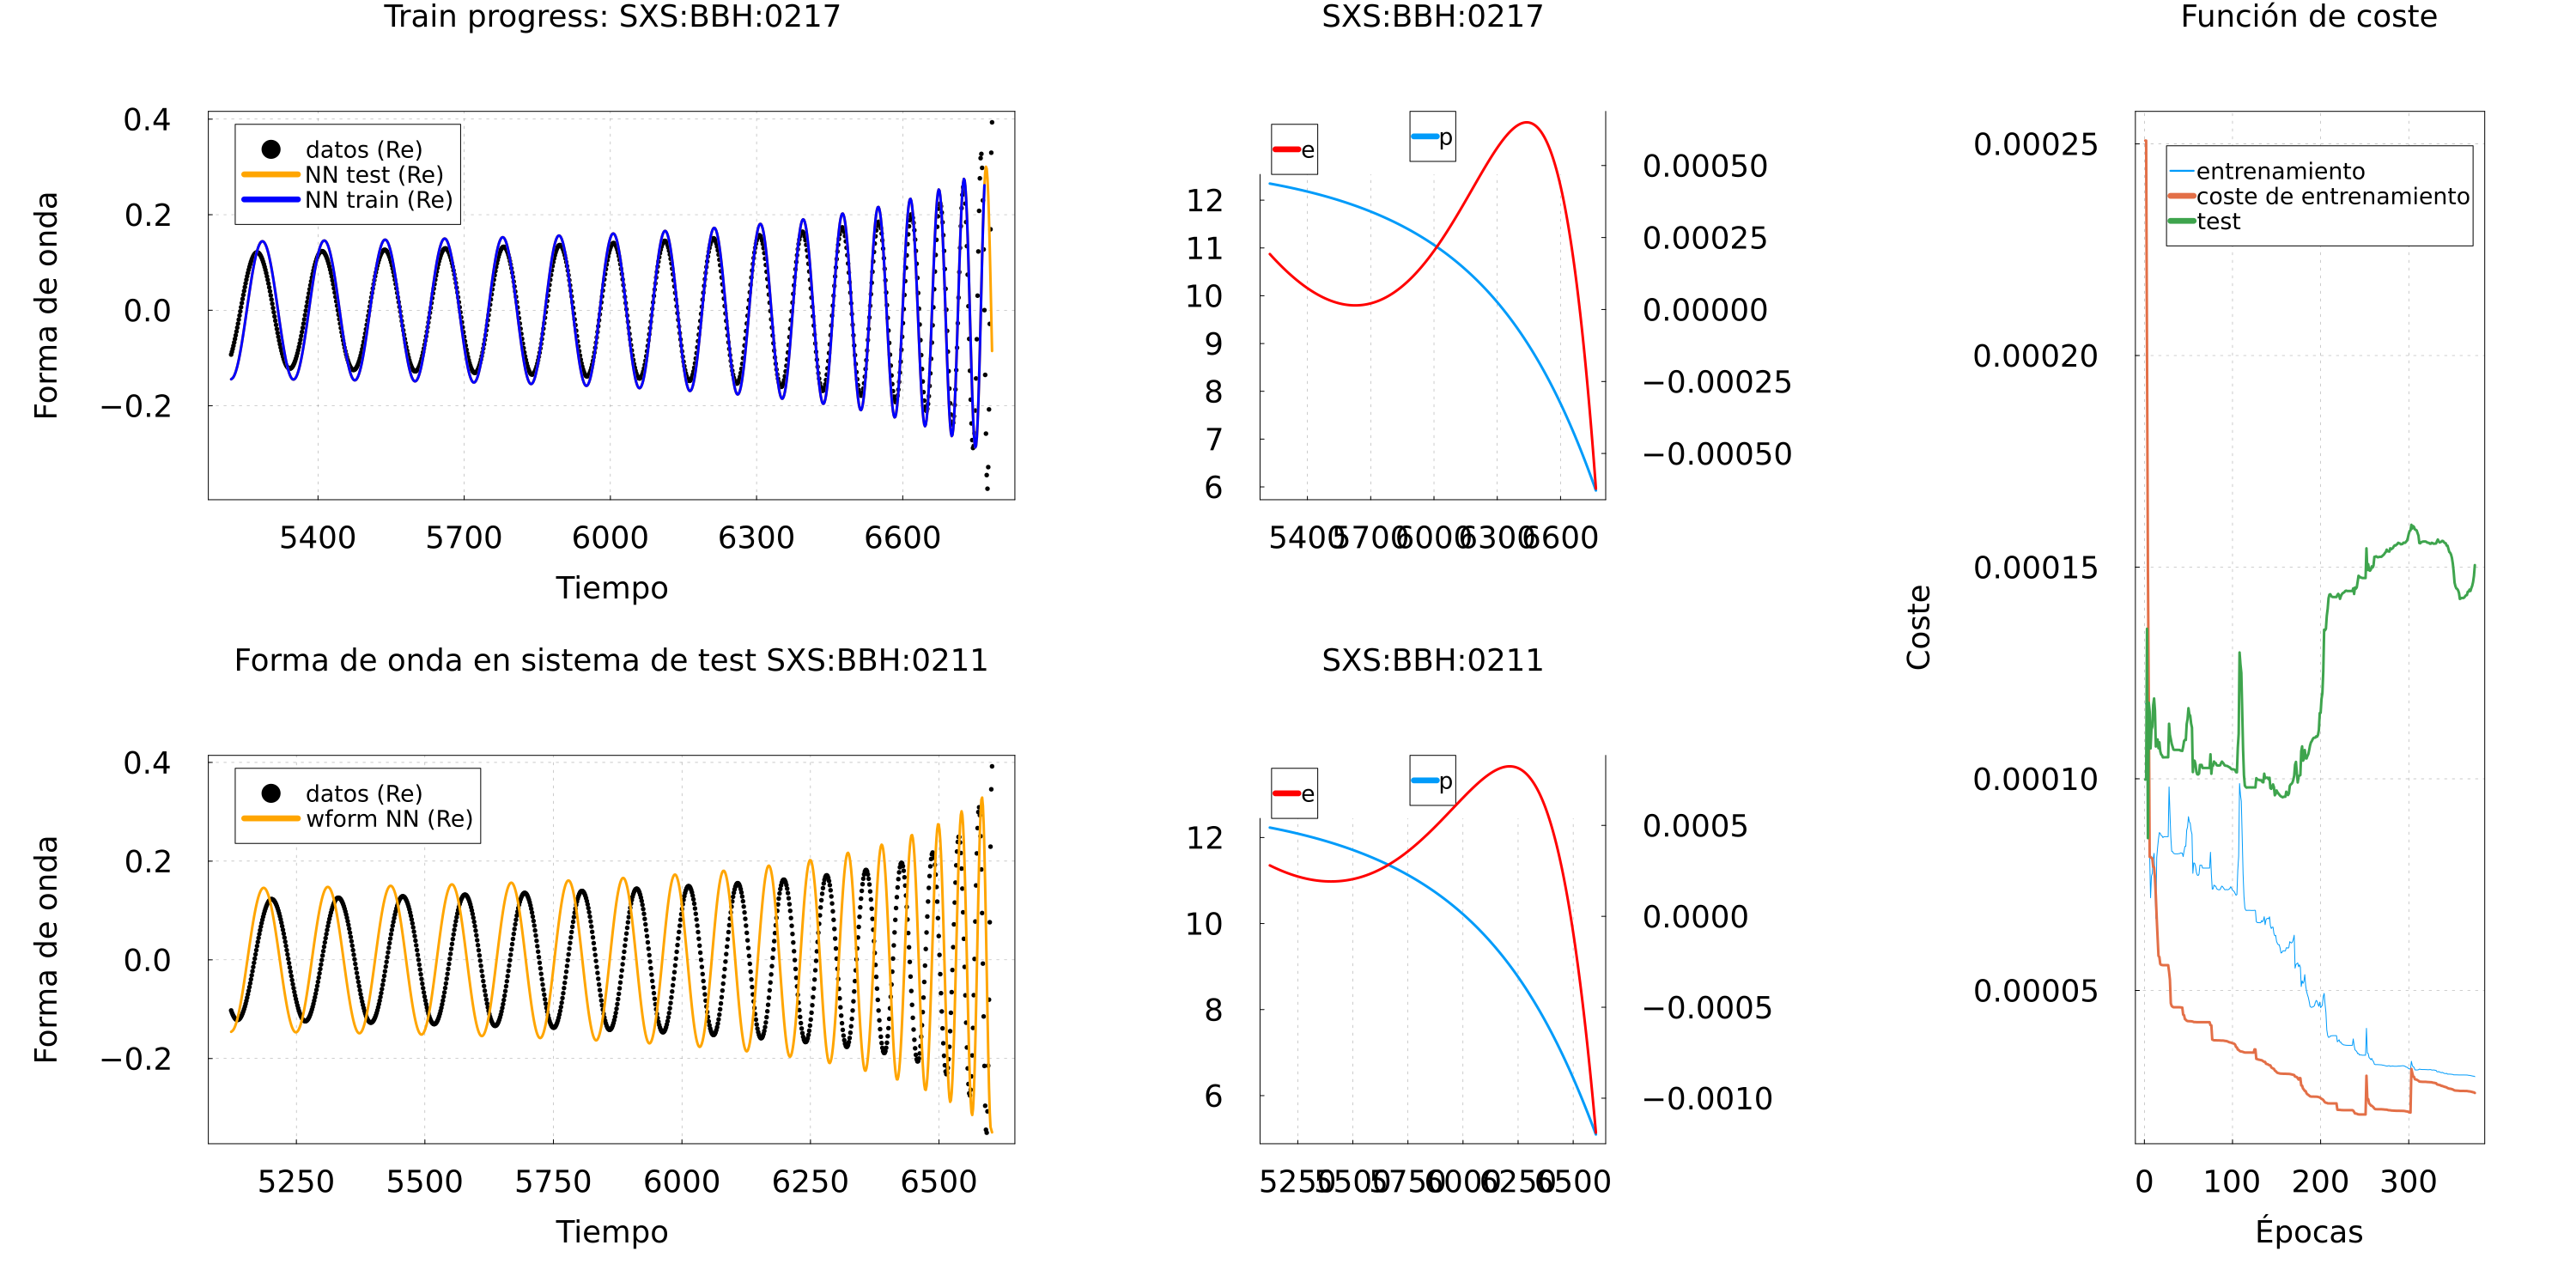 Train progress: SXS:BBH:0217
SXS:BBH:0217
Función de coste
Forma de onda
0.4
0.2
0.0
−0.2
datos (Re)
NN test (Re)
NN train (Re)
5400
5700
6000
6300
6600
Tiempo
e
p
12
11
10
9
8
7
6
0.00050
0.00025
0.00000
−0.00025
−0.00050
5400
5700
6000
6300
6600
Forma de onda en sistema de test SXS:BBH:0211
SXS:BBH:0211
Forma de onda
0.4
0.2
0.0
−0.2
datos (Re)
wform NN (Re)
5250
5500
5750
6000
6250
6500
Tiempo
e
p
12
10
8
6
0.0005
0.0000
−0.0005
−0.0010
5250
5500
5750
6000
6250
6500
Coste
0.00025
0.00020
0.00015
0.00010
0.00005
entrenamiento
coste de entrenamiento
test
0
100
200
300
Épocas